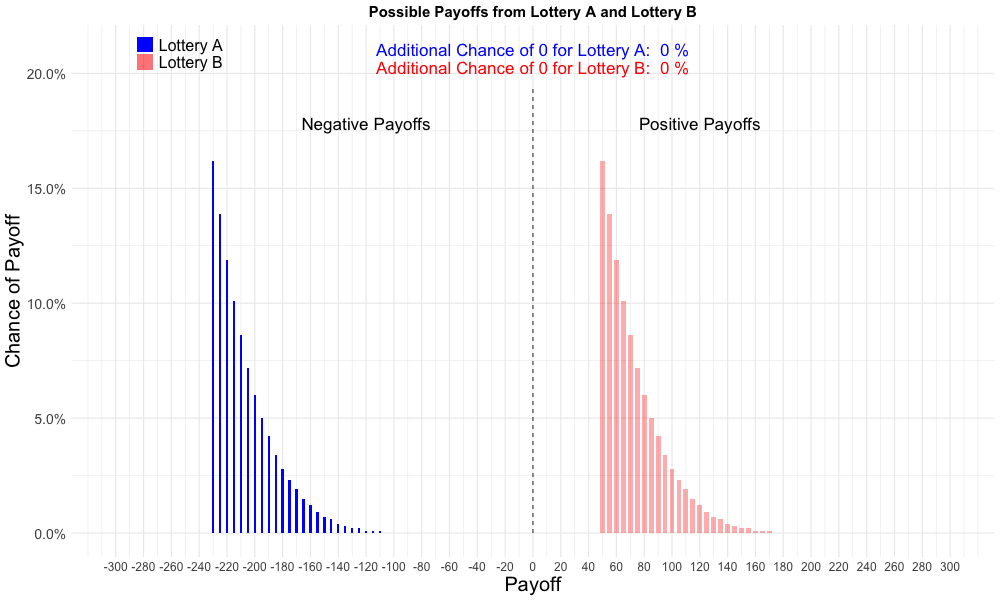 Possible Payoffs from Lottery A and Lottery B
Lottery A
Lottery B
Additional Chance of 0 for Lottery A:  0 %
Additional Chance of 0 for Lottery B:  0 %
Negative Payoffs
Positive Payoffs
Chance of Payoff
20.0%
15.0%
10.0%
5.0%
0.0%
-300 -280 -260 -240 -220 -200 -180 -160 -140 -120 -100 -80 -60 -40 -20 0 20 40 60 80 100 120 140 160 180 200 220 240 260 280 300
Payoff